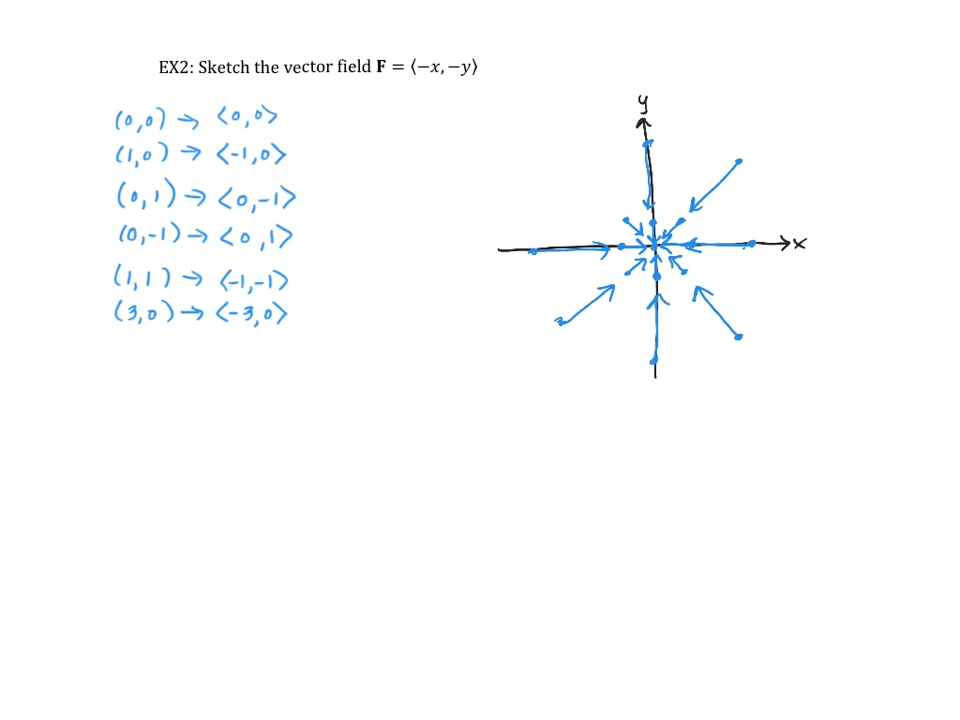 EX2: Sketch the vector field F = ⟨−x, −y⟩
(0,0) → <0,0>
(1,0) → <-1,0>
(0,1) → <0,-1>
(0,-1) → <0,1>
(1,1) → <-1,-1>
(3,0) → <-3,0>
y
x